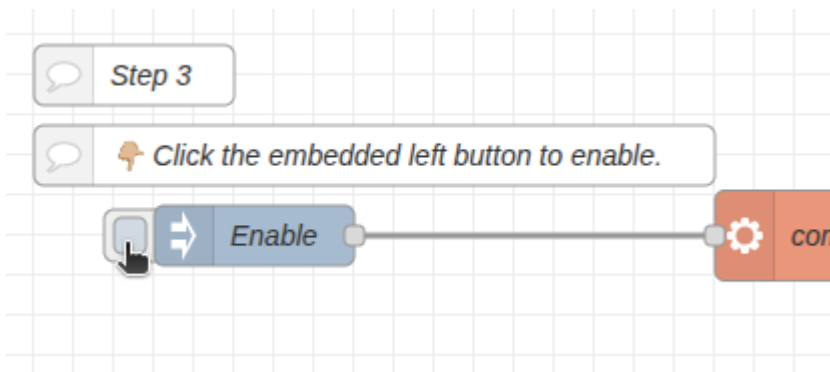 Step 3
👇🏼 Click the embedded left button to enable.
Enable